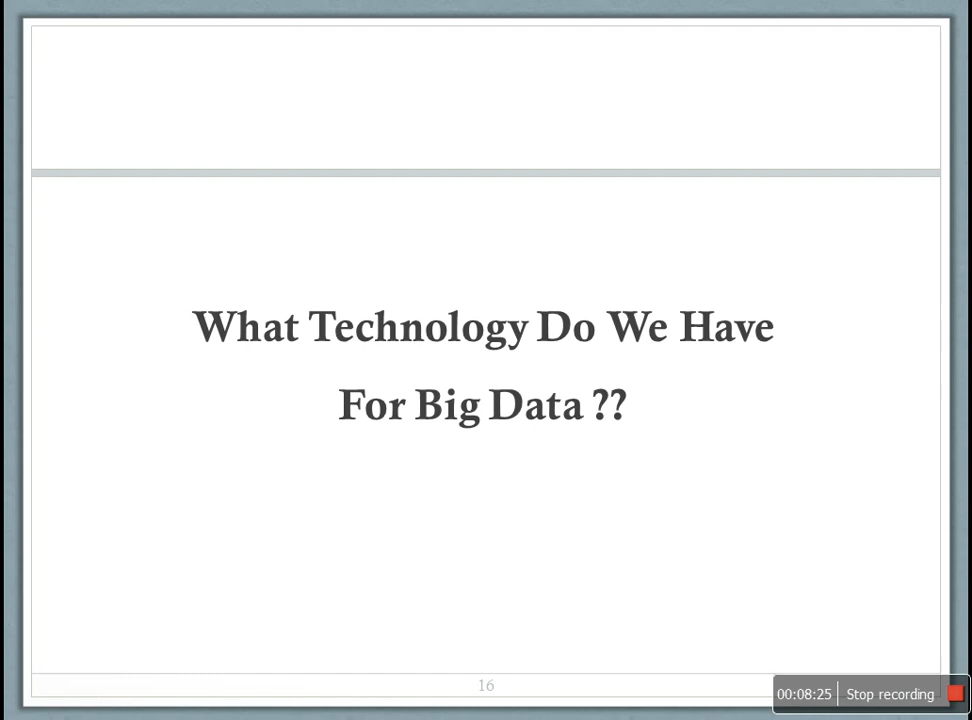 What Technology Do We Have
For Big Data ??
16
00:08:25 Stop recording